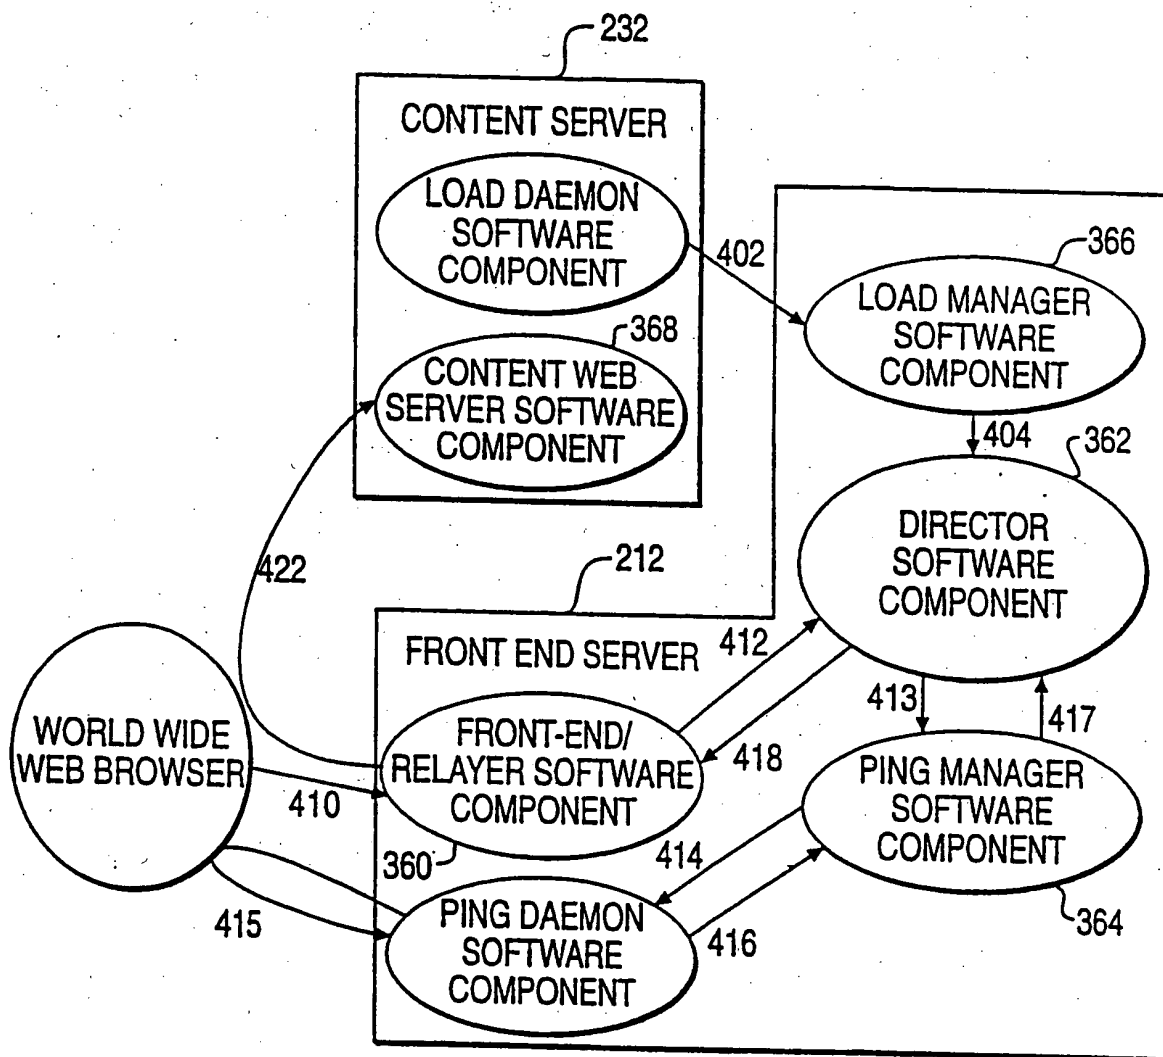 232
CONTENT SERVER
LOAD DAEMON
SOFTWARE
COMPONENT
402
366
LOAD MANAGER
SOFTWARE
COMPONENT
368
CONTENT WEB
SERVER SOFTWARE
COMPONENT
404
362
DIRECTOR
SOFTWARE
COMPONENT
422
212
FRONT END SERVER
412
413
417
418
WORLD WIDE
WEB BROWSER
410
FRONT-END/
RELAYER SOFTWARE
COMPONENT
360
PING MANAGER
SOFTWARE
COMPONENT
364
414
416
415
PING DAEMON
SOFTWARE
COMPONENT